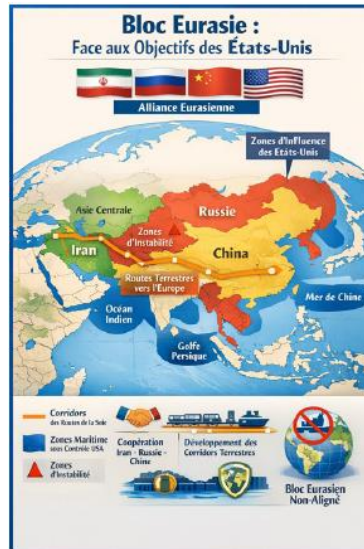 Bloc Eurasie :
Face aux Objectifs des États-Unis
Alliance Eurasienne
Zones d'Influence
des États-Unis
Asie Centrale
Russie
Zones
d'Instabilité
Iran
China
Routes Terrestres
vers l'Europe
Océan
Indien
Mer de Chine
Golfe
Persique
Corridors
des Routes de la Soie
Zones Maritime
sous Contrôle USA
Zones
d'Instabilité
Coopération
Iran - Russie -
Chine
Développement des
Corridors Terrestres
Bloc Eurasien
Non-Aligné